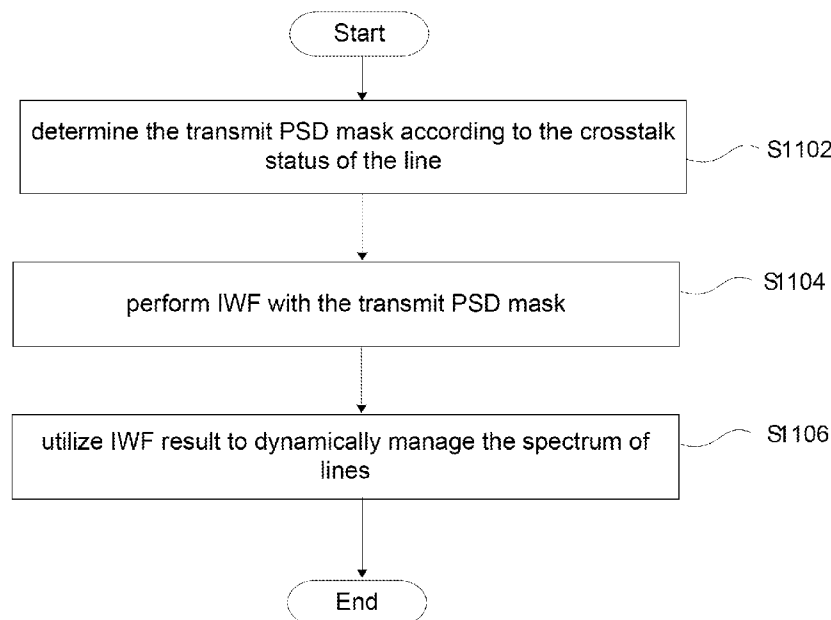 Start
determine the transmit PSD mask according to the crosstalk
status of the line
S1102
perform IWF with the transmit PSD mask
S1104
utilize IWF result to dynamically manage the spectrum of
lines
S1106
End